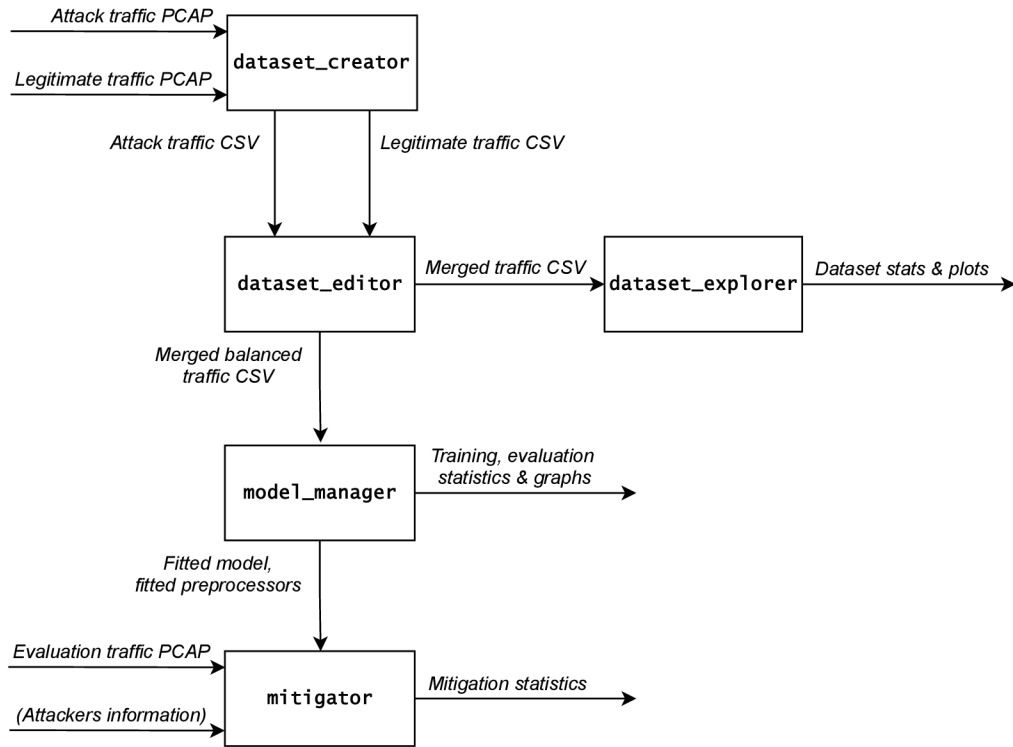 Attack traffic PCAP
dataset_creator
Legitimate traffic PCAP
Attack traffic CSV
Legitimate traffic CSV
dataset_editor
Merged traffic CSV
dataset_explorer
Dataset stats & plots
Merged balanced
traffic CSV
model_manager
Training, evaluation
statistics & graphs
Fitted model,
fitted preprocessors
Evaluation traffic PCAP
mitigator
Mitigation statistics
(Attackers information)